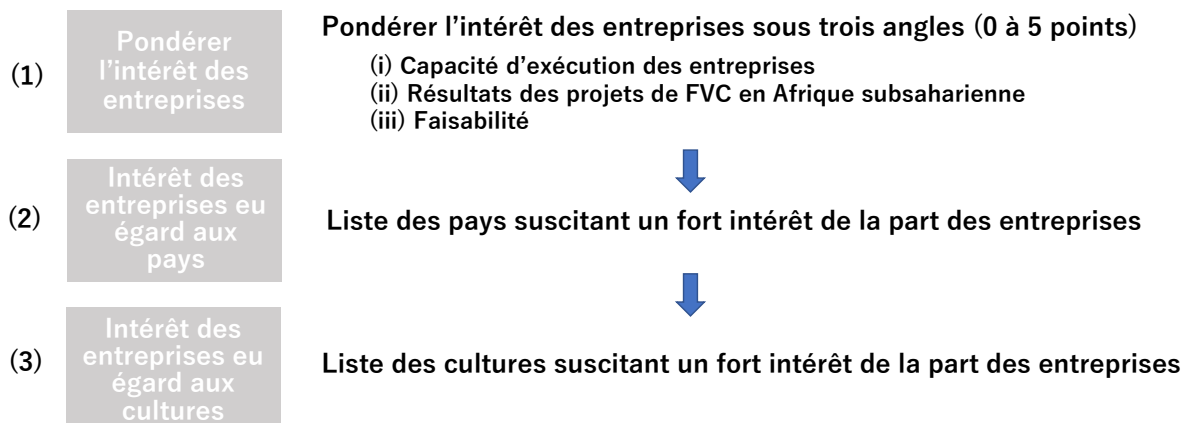 (1)
Pondérer
l’intérêt des
entreprises
Pondérer l’intérêt des entreprises sous trois angles (0 à 5 points)
(i) Capacité d’exécution des entreprises
(ii) Résultats des projets de FVC en Afrique subsaharienne
(iii) Faisabilité
(2)
Intérêt des
entreprises eu
égard aux
pays
Liste des pays suscitant un fort intérêt de la part des entreprises
(3)
Intérêt des
entreprises eu
égard aux
cultures
Liste des cultures suscitant un fort intérêt de la part des entreprises